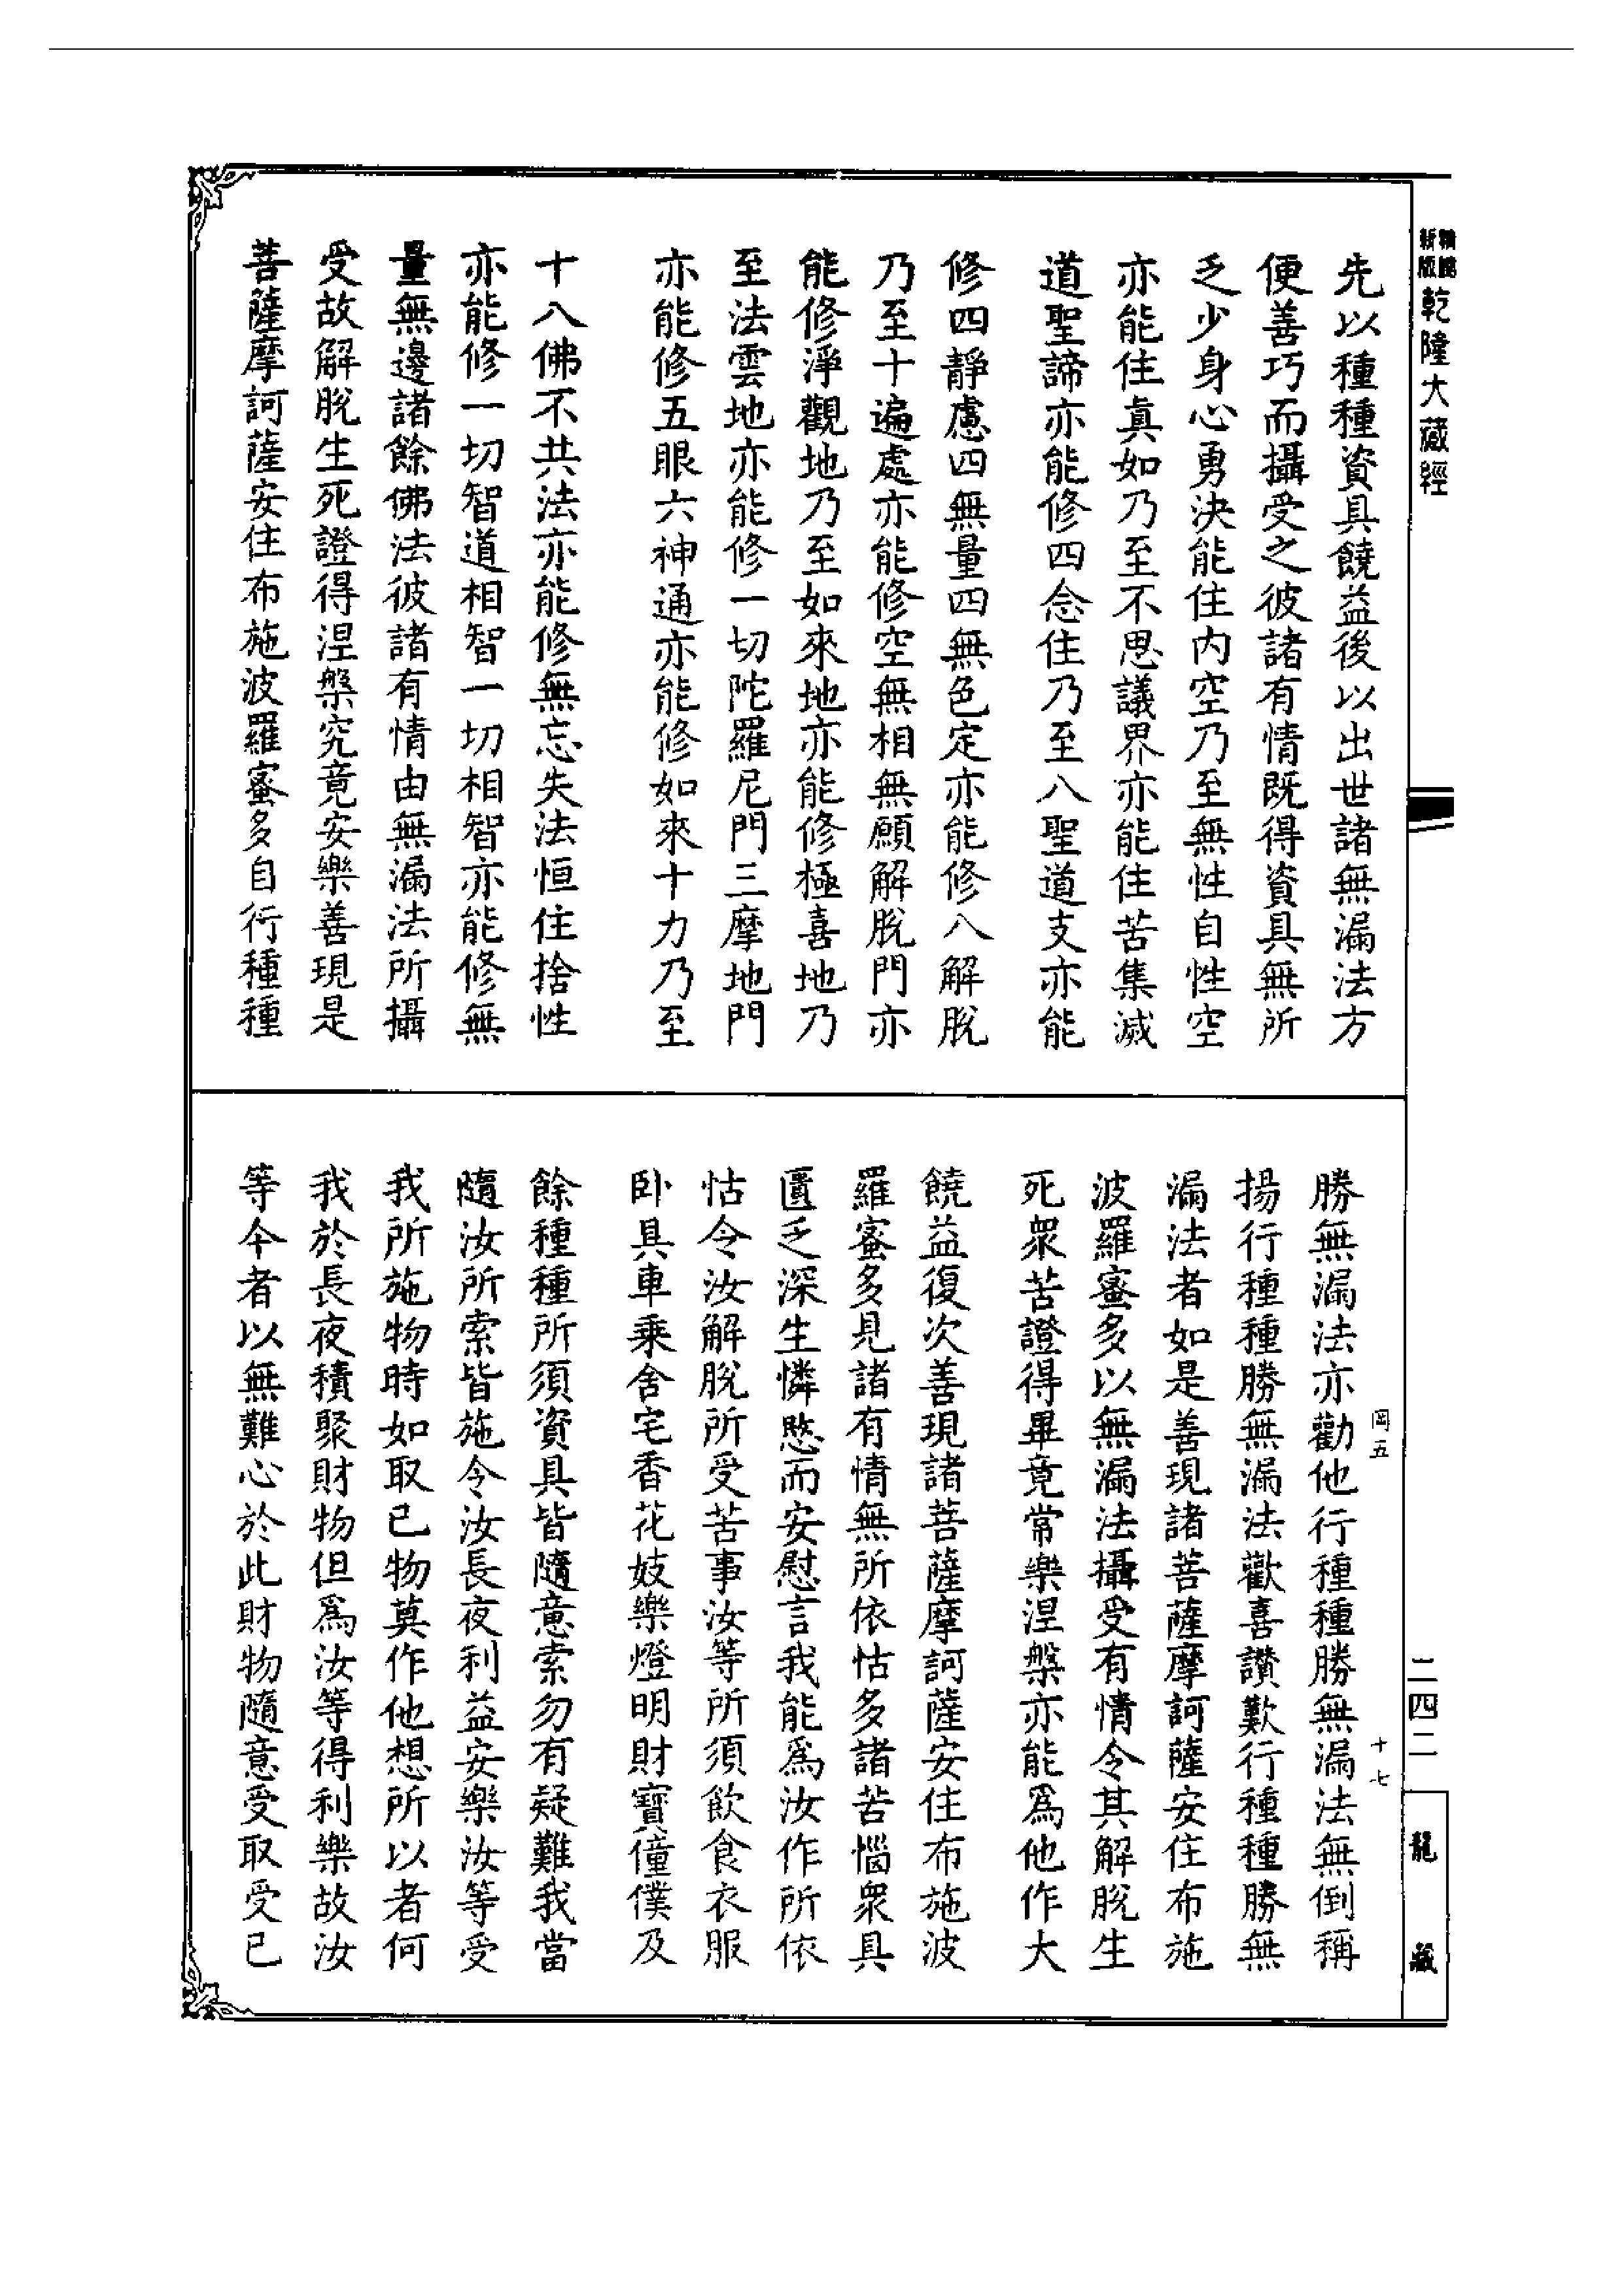 新版乾隆大藏經
先以種種資具饒益後以出世諸無漏法方
便善巧而攝受之彼諸有情既得資具無所
乏少身心勇決能住內空乃至無性自性空
亦能住真如乃至不思議界亦能住苦集滅
道聖諦亦能修四念住乃至八聖道支亦能
修四靜慮四無量四無色定亦能修八解脫
乃至十遍處亦能修空無相無願解脫門亦
能修淨觀地乃至如來地亦能修極喜地乃
至法雲地亦能修一切陀羅尼門三摩地門
亦能修五眼六神通亦能修如來十力乃至
十八佛不共法亦能修無忘失法恒住捨性
亦能修一切智道相智一切相智亦能修無
量無邊諸餘佛法彼諸有情由無漏法所攝
受故解脫生死證得涅槃究竟安樂善現是
菩薩摩訶薩安住布施波羅蜜多自行種種
勝無漏法亦勸他行種種勝無漏法無倒稱
揚行種種勝無漏法歡喜讚歎行種種勝無
漏法者如是善現諸菩薩摩訶薩安住布施
波羅蜜多以無漏法攝受有情令其解脫生
死眾苦證得畢竟常樂涅槃亦能為他作大
饒益復次善現諸菩薩摩訶薩安住布施波
羅蜜多見諸有情無所依怙多諸苦惱眾具
匱乏深生憐愍而安慰言我能為汝作所依
怙令汝解脫所受苦事汝等所須飲食衣服
卧具車乘舍宅香花妓樂燈明財寶僮僕及
餘種種所須資具皆隨意索勿有疑難我當
隨汝所索皆施令汝長夜利益安樂汝等受
我所施物時如取己物莫作他想所以者何
我於長夜積聚財物但為汝等得利樂故汝
等今者以無難心於此財物隨意受取受已
岡五
十七
二四二
龍藏